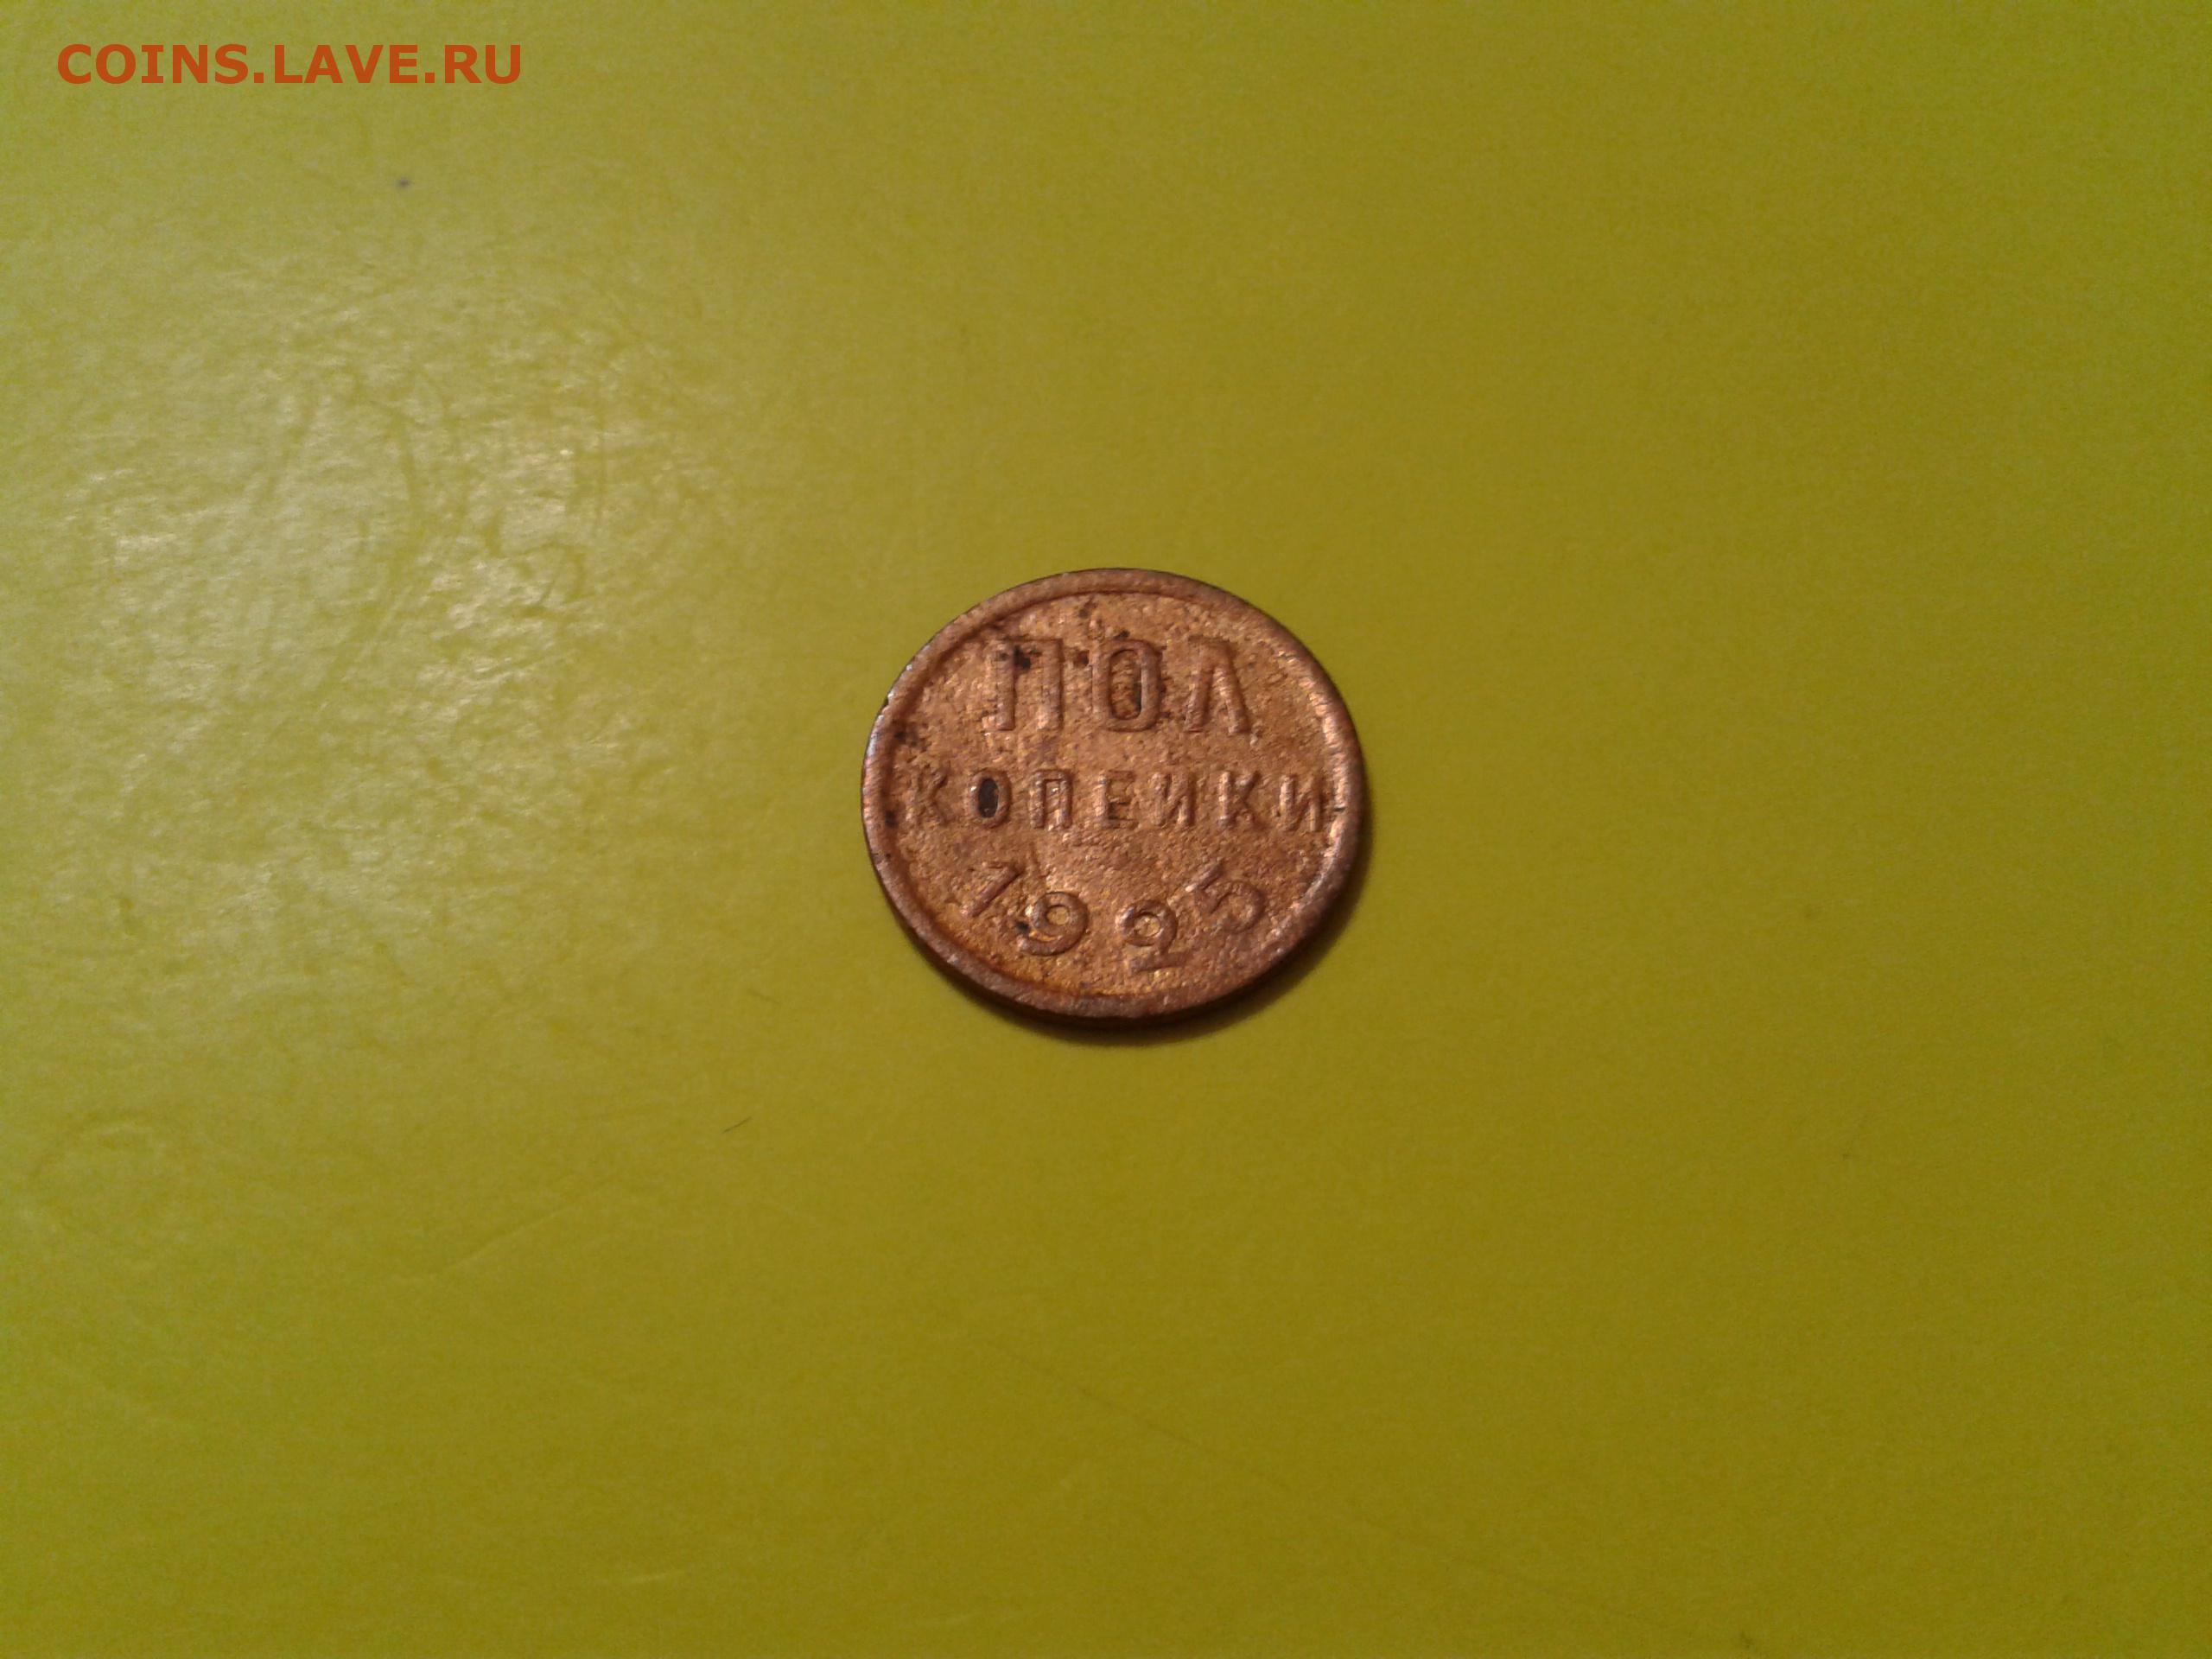 COINS.LAVE.RU
ПОЛ
КОПЕЙКИ
1925